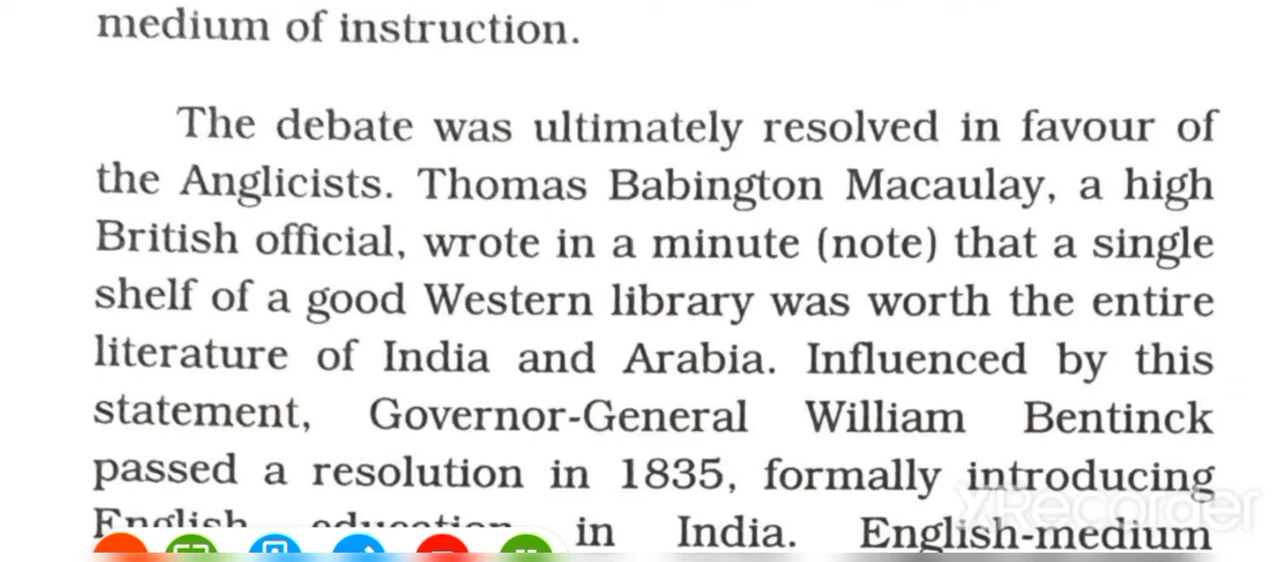 medium of instruction.
The debate was ultimately resolved in favour of
the Anglicists. Thomas Babington Macaulay, a high
British official, wrote in a minute (note) that a single
shelf of a good Western library was worth the entire
literature of India and Arabia. Influenced by this
statement, Governor-General William Bentinck
passed a resolution in 1835, formally introducing
XRecorder
English education in India. English-medium